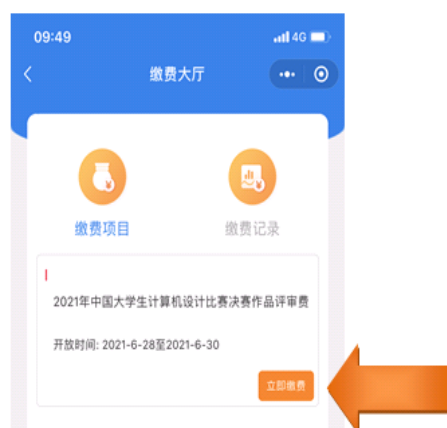 09:49
4G
缴费大厅
缴费项目
缴费记录
2021年中国大学生计算机设计比赛决赛作品评审费
开放时间: 2021-6-28至2021-6-30
立即缴费